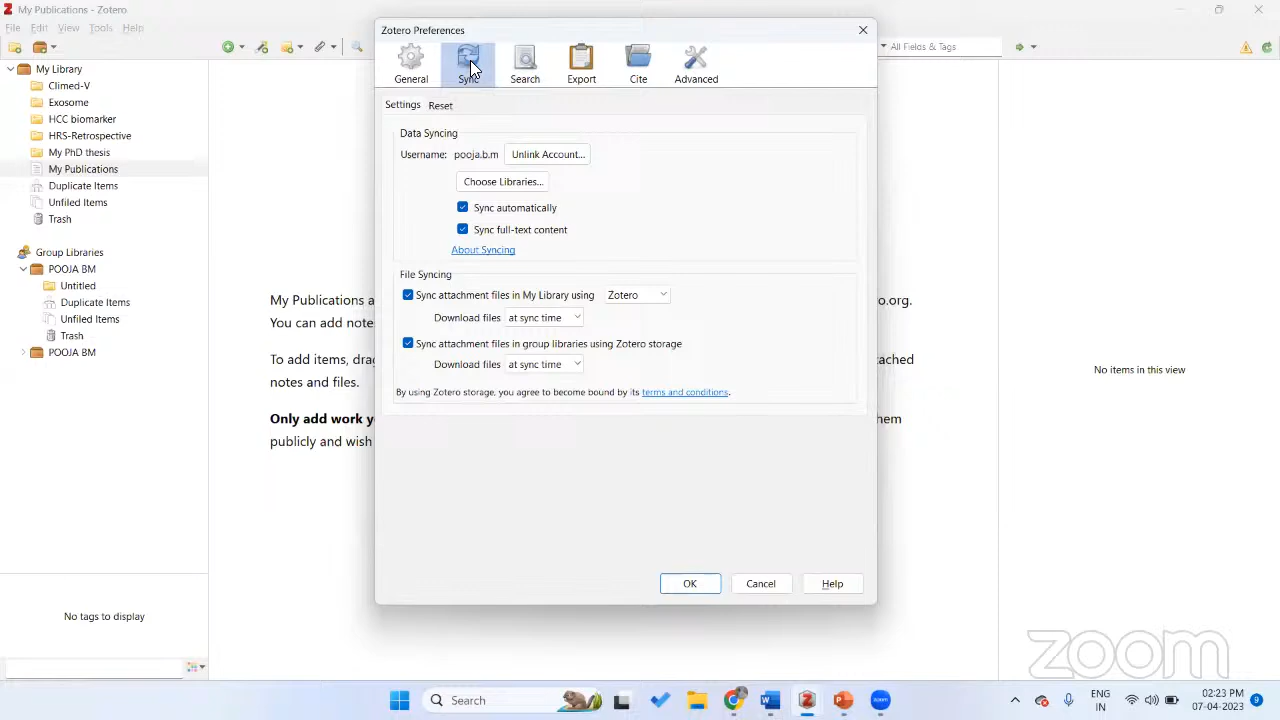 My Publications - Zotero
File Edit View Tools Help
All Fields & Tags
My Library
Climed-V
Exosome
HCC biomarker
HRS-Retrospective
My PhD thesis
My Publications
Duplicate Items
Unfiled Items
Trash
Group Libraries
POOJA BM
Untitled
Duplicate Items
Unfiled Items
Trash
POOJA BM
No tags to display
My Publications a
o.org.
You can add note
To add items, drag
ached
notes and files.
Only add work y
hem
publicly and wish
Zotero Preferences
General Sync Search Export Cite Advanced
Settings Reset
Data Syncing
Username: pooja.b.m Unlink Account...
Choose Libraries...
Sync automatically
Sync full-text content
About Syncing
File Syncing
Sync attachment files in My Library using Zotero
Download files at sync time
Sync attachment files in group libraries using Zotero storage
Download files at sync time
By using Zotero storage, you agree to become bound by its terms and conditions.
OK Cancel Help
No items in this view
zoom
Search
zoom
ENG
IN
02:23 PM
07-04-2023
9